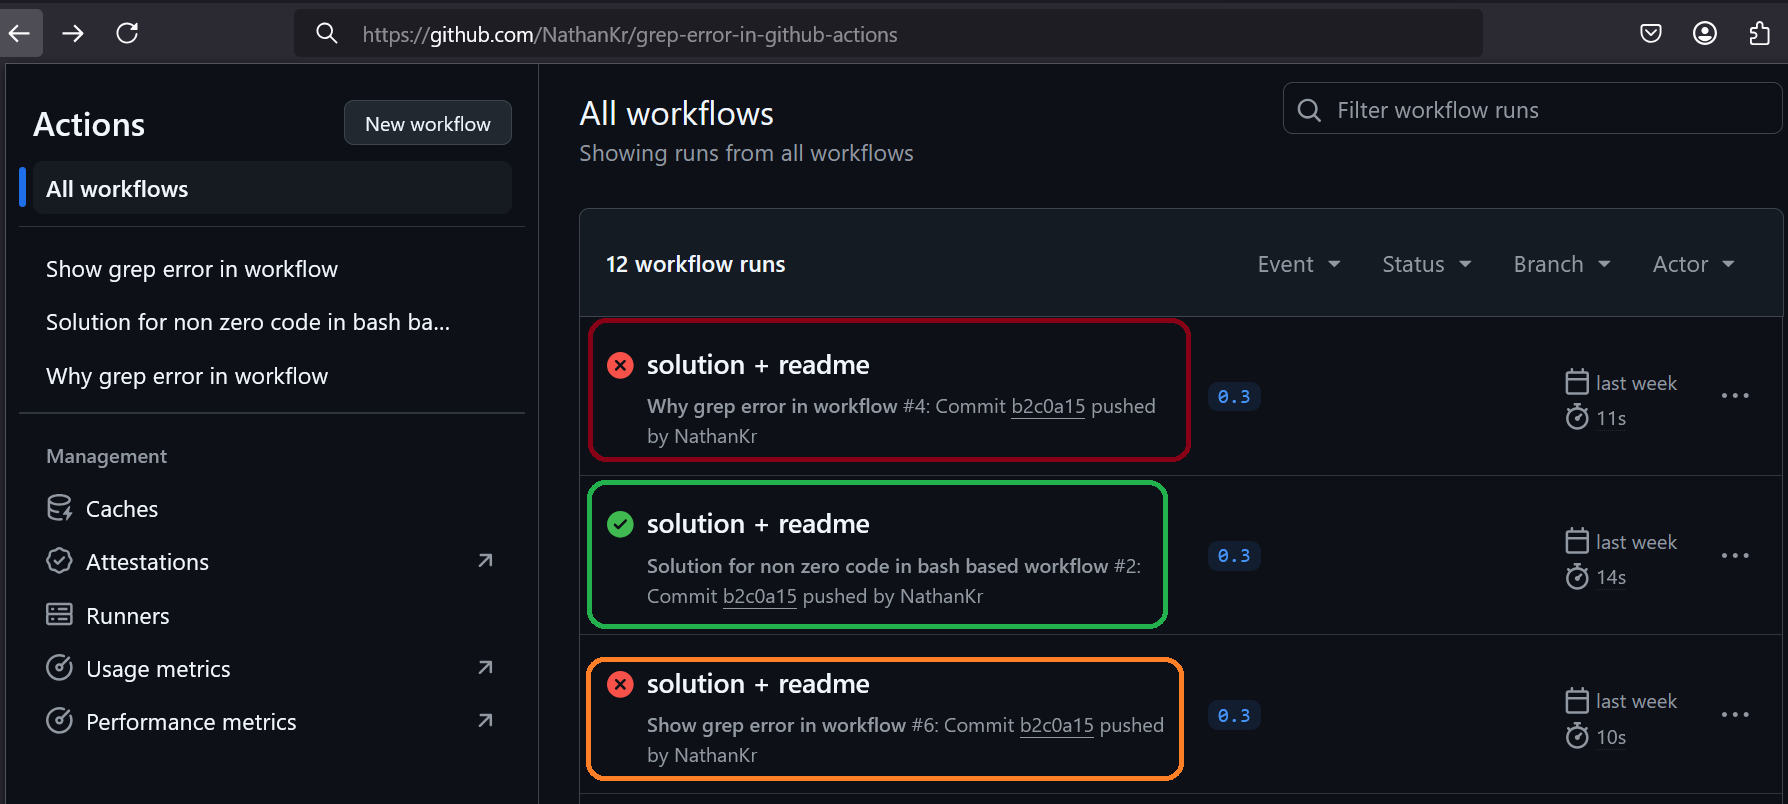 https://github.com/NathanKr/grep-error-in-github-actions
Actions
New workflow
All workflows
Show grep error in workflow
Solution for non zero code in bash ba...
Why grep error in workflow
Management
Caches
Attestations
Runners
Usage metrics
Performance metrics
All workflows
Showing runs from all workflows
Filter workflow runs
12 workflow runs
Event
Status
Branch
Actor
solution + readme
Why grep error in workflow #4: Commit b2c0a15 pushed
by NathanKr
0.3
last week
11s
solution + readme
Solution for non zero code in bash based workflow #2:
Commit b2c0a15 pushed by NathanKr
0.3
last week
14s
solution + readme
Show grep error in workflow #6: Commit b2c0a15 pushed
by NathanKr
0.3
last week
10s